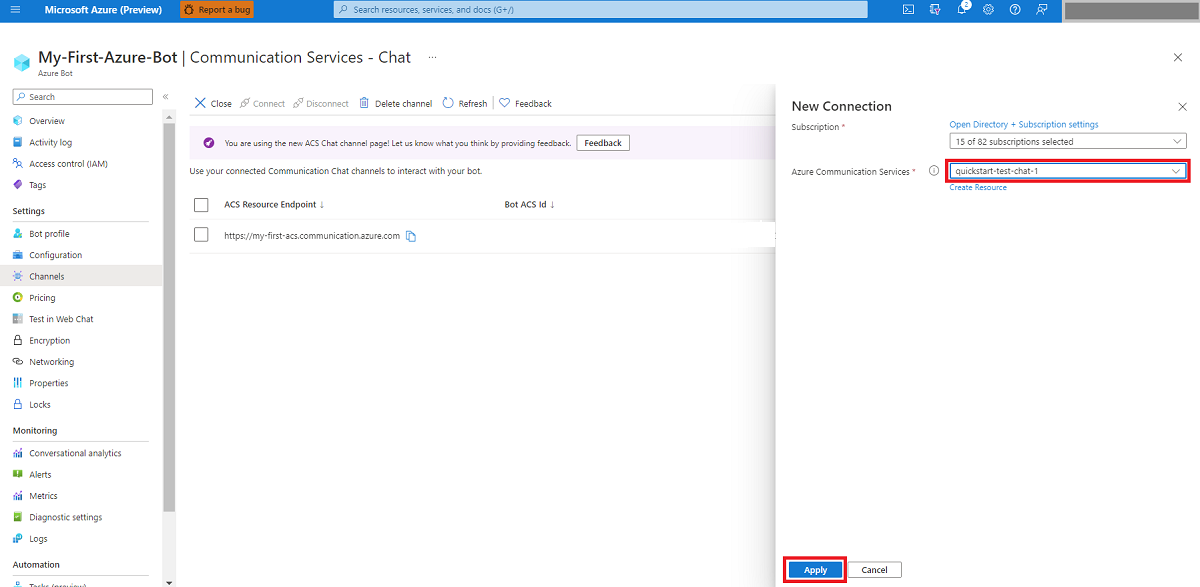 Microsoft Azure (Preview)
Report a bug
Search resources, services, and docs (G+/)
2
My-First-Azure-Bot | Communication Services - Chat ...
Azure Bot
Search
«
Overview
Activity log
Access control (IAM)
Tags
Settings
Bot profile
Configuration
Channels
Pricing
Test in Web Chat
Encryption
Networking
Properties
Locks
Monitoring
Conversational analytics
Alerts
Metrics
Diagnostic settings
Logs
Automation
Tasks (preview)
Close Connect Disconnect Delete channel Refresh Feedback
You are using the new ACS Chat channel page! Let us know what you think by providing feedback. Feedback
Use your connected Communication Chat channels to interact with your bot.
ACS Resource Endpoint ↓ Bot ACS Id ↓
https://my-first-acs.communication.azure.com
New Connection
Subscription *
Open Directory + Subscription settings
15 of 82 subscriptions selected
Azure Communication Services *
quickstart-test-chat-1
Create Resource
Apply Cancel